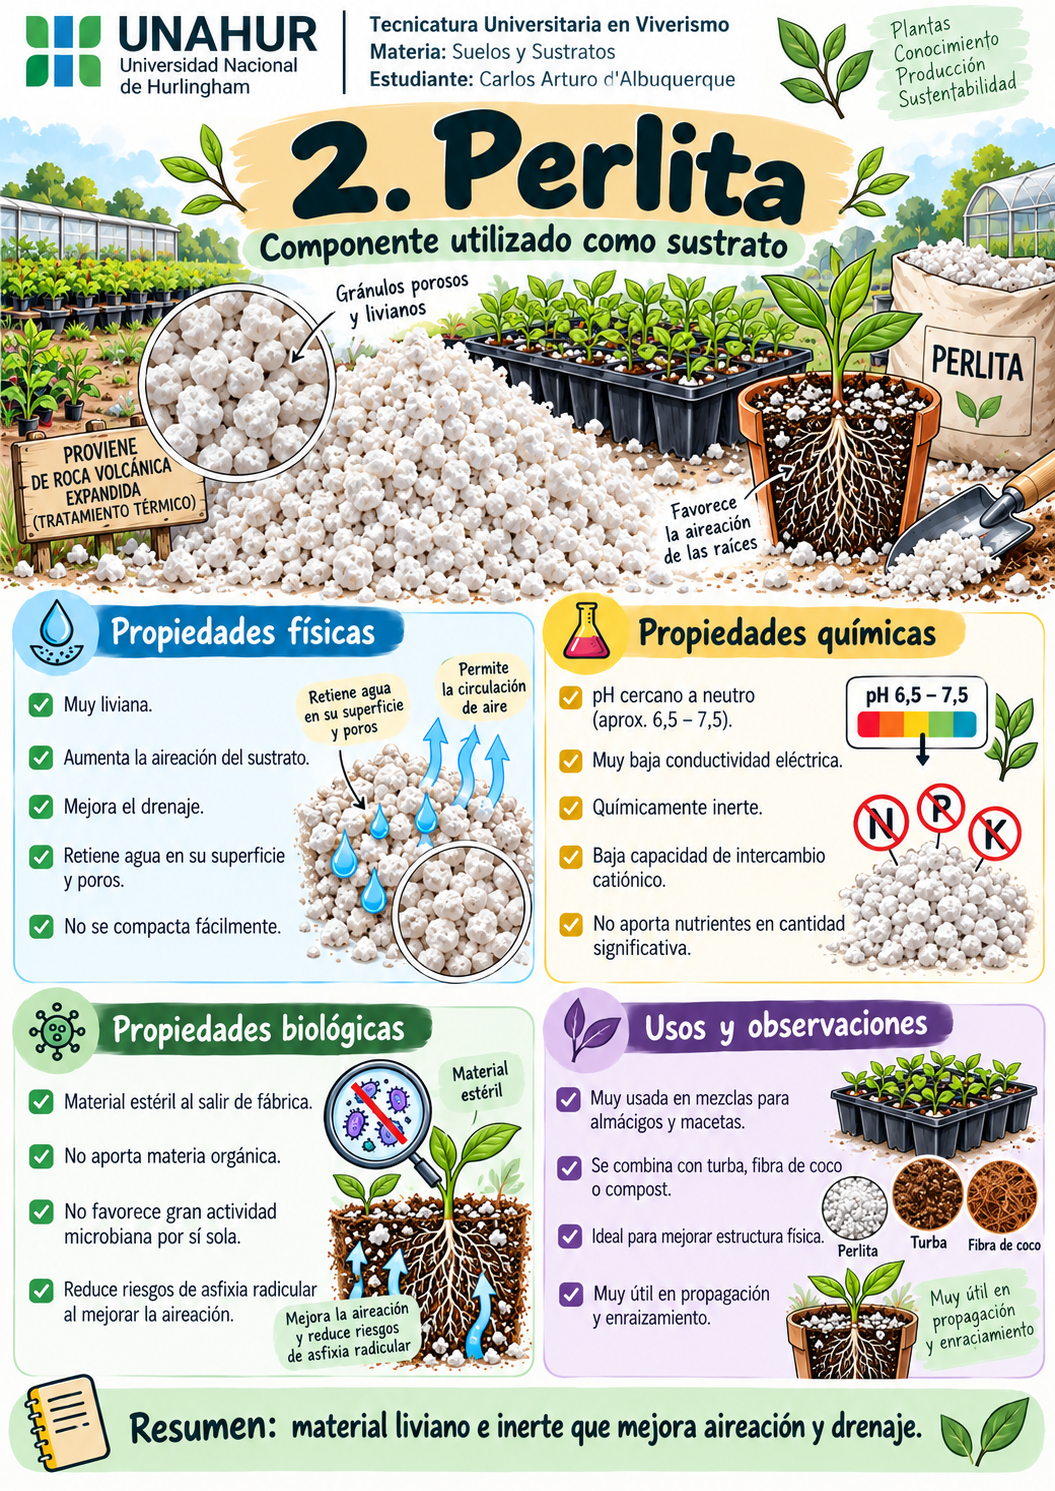 UNAHUR
Universidad Nacional
de Hurlingham
Tecnicatura Universitaria en Viverismo
Materia: Suelos y Sustratos
Estudiante: Carlos Arturo d'Albuquerque
Plantas
Conocimiento
Producción
Sustentabilidad
2. Perlita
Componente utilizado como sustrato
Gránulos porosos
y livianos
PERLITA
PROVIENE
DE ROCA VOLCÁNICA
EXPANDIDA
(TRATAMIENTO TÉRMICO)
Favorece
la aireación
de las raíces
Propiedades físicas
Muy liviana.
Aumenta la aireación del sustrato.
Mejora el drenaje.
Retiene agua en su superficie
y poros.
No se compacta fácilmente.
Retiene agua
en su superficie
y poros
Permite
la circulación
de aire
Propiedades químicas
pH cercano a neutro
(aprox. 6,5 – 7,5).
Muy baja conductividad eléctrica.
Químicamente inerte.
Baja capacidad de intercambio
catiónico.
No aporta nutrientes en cantidad
significativa.
pH 6,5 – 7,5
N
P
K
Propiedades biológicas
Material estéril al salir de fábrica.
No aporta materia orgánica.
No favorece gran actividad
microbiana por sí sola.
Reduce riesgos de asfixia radicular
al mejorar la aireación.
Material
estéril
Mejora la aireación
y reduce riesgos
de asfixia radicular
Usos y observaciones
Muy usada en mezclas para
almácigos y macetas.
Se combina con turba, fibra de coco
o compost.
Ideal para mejorar estructura física.
Muy útil en propagación
y enraizamiento.
Perlita
Turba
Fibra de coco
Muy útil en
propagación
y enraciamiento
Resumen: material liviano e inerte que mejora aireación y drenaje.